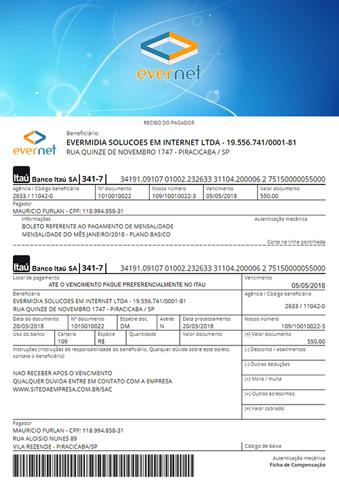 evernet
RECIBO DO PAGADOR
evernet
Beneficiário
EVERMIDIA SOLUCOES EM INTERNET LTDA - 19.556.741/0001-81
RUA QUINZE DE NOVEMBRO 1747 - PIRACICABA / SP
Itaú Banco Itaú SA 341-7 34191.09107 01002.232633 31104.200006 2 75150000055000
Agência / Código beneficiário Nº documento Nosso número Vencimento Valor documento
2633 / 11042-0 1010010022 109/10010022-3 05/05/2018 550.00
Pagador
MAURICIO FURLAN - CPF: 118.994.858-31
Informações Autenticação mecânica
BOLETO REFERENTE AO PAGAMENTO DE MENSALIDADE
MENSALIDADE DO MÊS JANEIRO/2018 - PLANO BASICO
Corte na linha pontilhada
Itaú Banco Itaú SA 341-7 34191.09107 01002.232633 31104.200006 2 75150000055000
Local de pagamento Vencimento
ATE O VENCIMENTO PAGUE PREFERENCIALMENTE NO ITAU 05/05/2018
Beneficiário Agência / Código beneficiário
EVERMIDIA SOLUCOES EM INTERNET LTDA - 19.556.741/0001-81
RUA QUINZE DE NOVEMBRO 1747 - PIRACICABA / SP 2633 / 11042-0
Data do documento Nº documento Espécie doc. Aceite Data processamento Nosso número
20/03/2018 1010010022 DM N 20/03/2018 109/10010022-3
Uso do banco Carteira Espécie Quantidade Valor documento (=) Valor documento
109 R$ 550.00
Instruções (Instruções de responsabilidade do beneficiário. Qualquer dúvida sobre este boleto, contate o beneficiário) (-) Desconto / abatimentos
(-) Outras deduções
NAO RECEBER APOS O VENCIMENTO
QUALQUER DUVIDA ENTRE EM CONTATO COM A EMPRESA (+) Mora / multa
WWW.SITEDAEMPRESA.COM.BR/SAC
(+) Outros acréscimos
(=) Valor cobrado
Pagador
MAURICIO FURLAN - CPF: 118.994.858-31
RUA ALOISIO NUNES 89
VILA REZENDE - PIRACICABA/SP Código de baixa
Autenticação mecânica
Ficha de Compensação